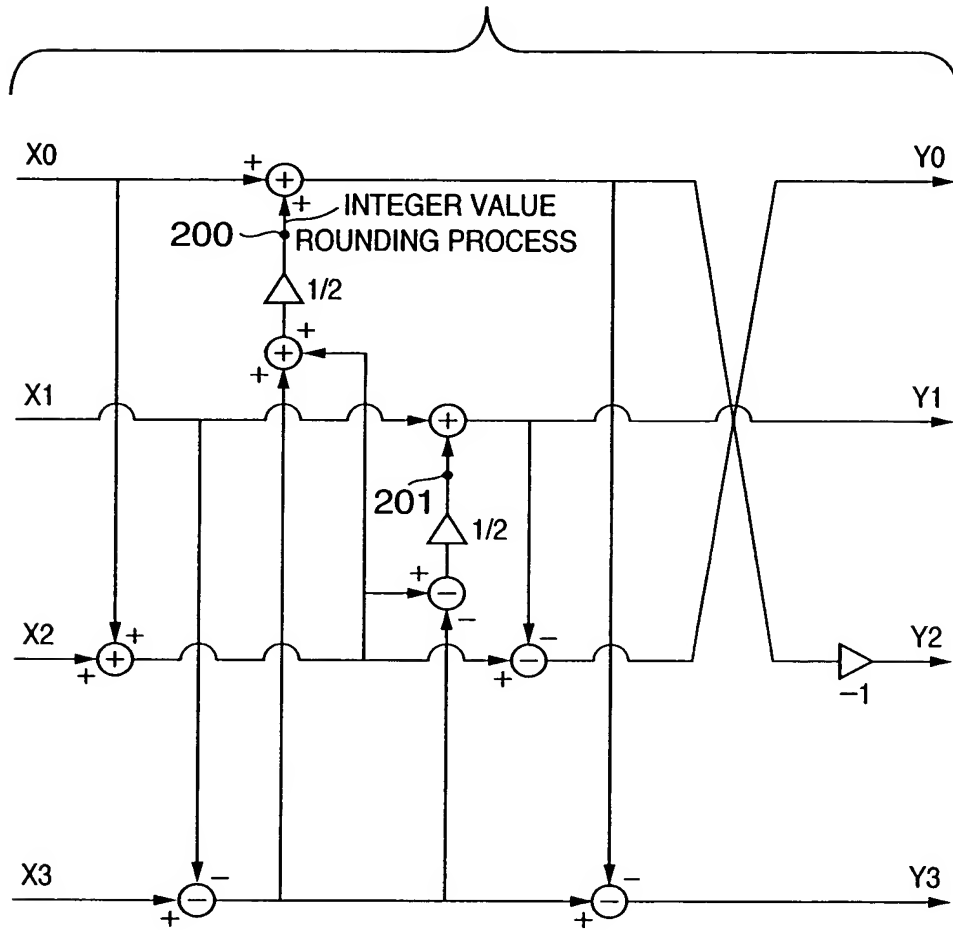 X0
+
+
+
Y0
INTEGER VALUE
200
ROUNDING PROCESS
1/2
+
+
+
X1
+
Y1
201
1/2
+
−
−
X2
+
+
+
−
+
−
Y2
−1
X3
−
+
−
−
+
−
Y3